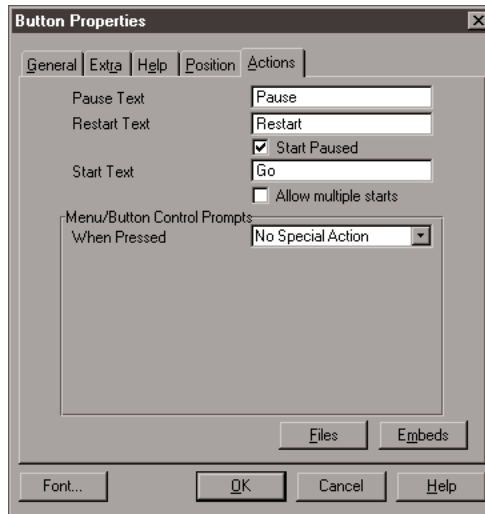 Button Properties
General Extra Help Position Actions
Pause Text Pause
Restart Text Restart
Start Paused
Start Text Go
Allow multiple starts
Menu/Button Control Prompts
When Pressed No Special Action
Files Embeds
Font... OK Cancel Help